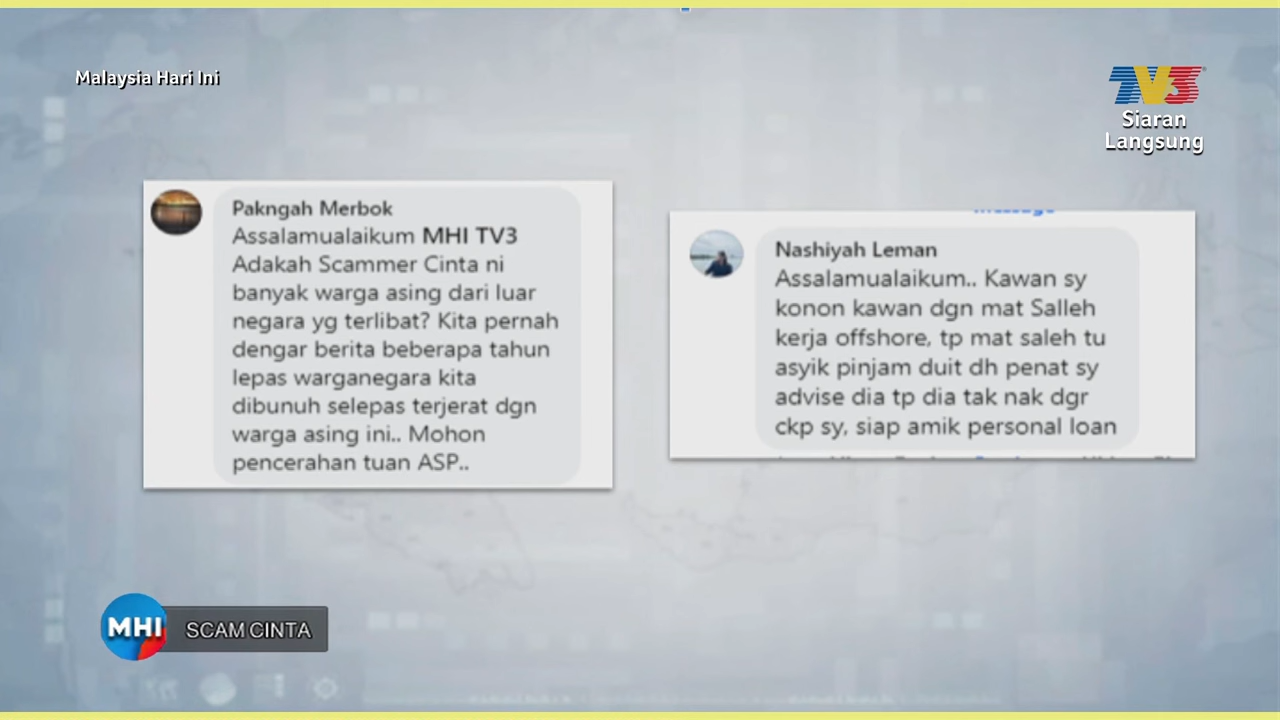 Malaysia Hari Ini
TV3
Siaran
Langsung
Pakngah Merbok
Assalamualaikum MHI TV3
Adakah Scammer Cinta ni
banyak warga asing dari luar
negara yg terlibat? Kita pernah
dengar berita beberapa tahun
lepas warganegara kita
dibunuh selepas terjerat dgn
warga asing ini.. Mohon
pencerahan tuan ASP..
Nashiyah Leman
Assalamualaikum.. Kawan sy
konon kawan dgn mat Salleh
kerja offshore, tp mat saleh tu
asyik pinjam duit dh penat sy
advise dia tp dia tak nak dgr
ckp sy, siap amik personal loan
MHI SCAM CINTA